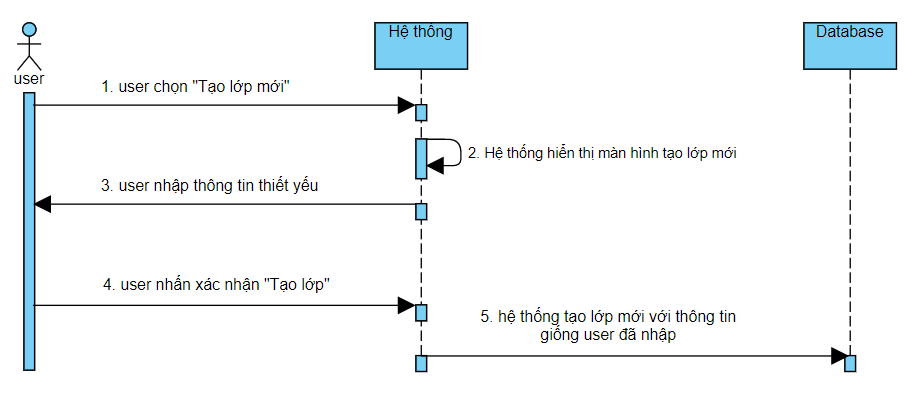 Hệ thống
Database
user
1. user chọn "Tạo lớp mới"
2. Hệ thống hiển thị màn hình tạo lớp mới
3. user nhập thông tin thiết yếu
4. user nhấn xác nhận "Tạo lớp"
5. hệ thống tạo lớp mới với thông tin
giống user đã nhập